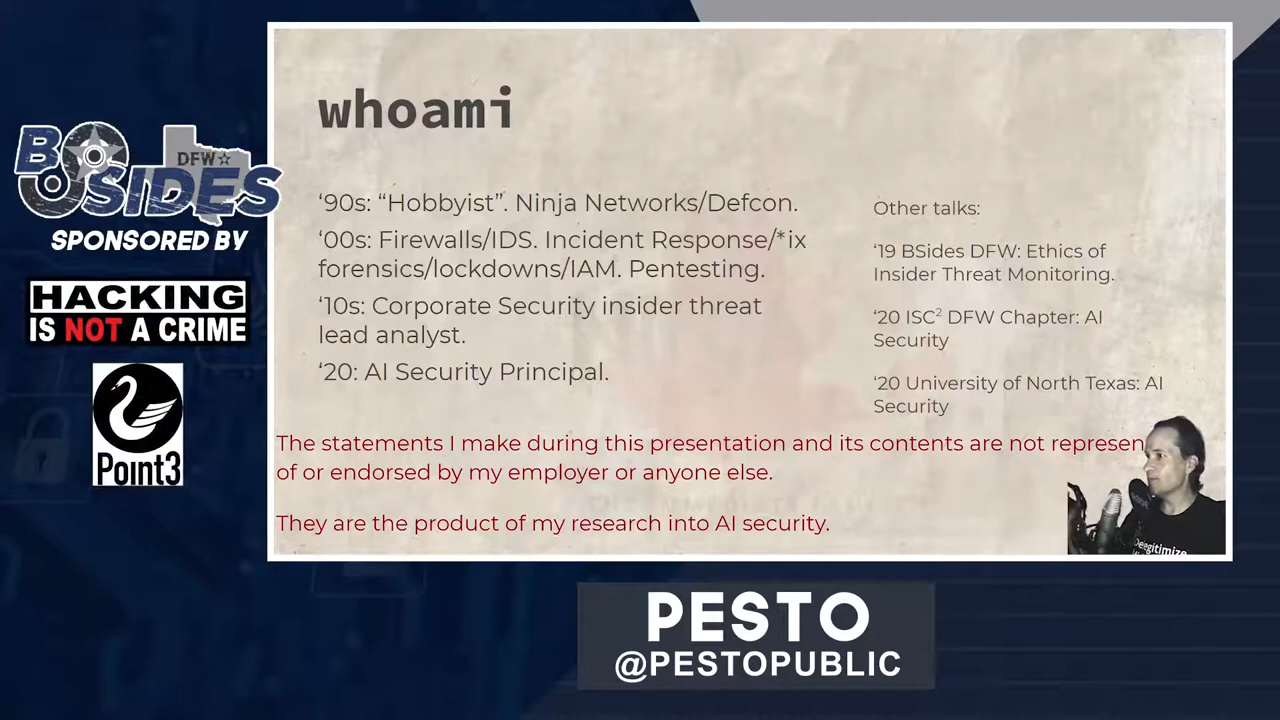 whoami
‘90s: “Hobbyist”. Ninja Networks/Defcon.
‘00s: Firewalls/IDS. Incident Response/*ix
forensics/lockdowns/IAM. Pentesting.
‘10s: Corporate Security insider threat
lead analyst.
‘20: AI Security Principal.
Other talks:
‘19 BSides DFW: Ethics of
Insider Threat Monitoring.
‘20 ISC² DFW Chapter: AI
Security
‘20 University of North Texas: AI
Security
The statements I make during this presentation and its contents are not represen
of or endorsed by my employer or anyone else.
They are the product of my research into AI security.
BSIDES
DFW
SPONSORED BY
HACKING
IS NOT A CRIME
Point3
Delegitimize
PESTO
@PESTOPUBLIC